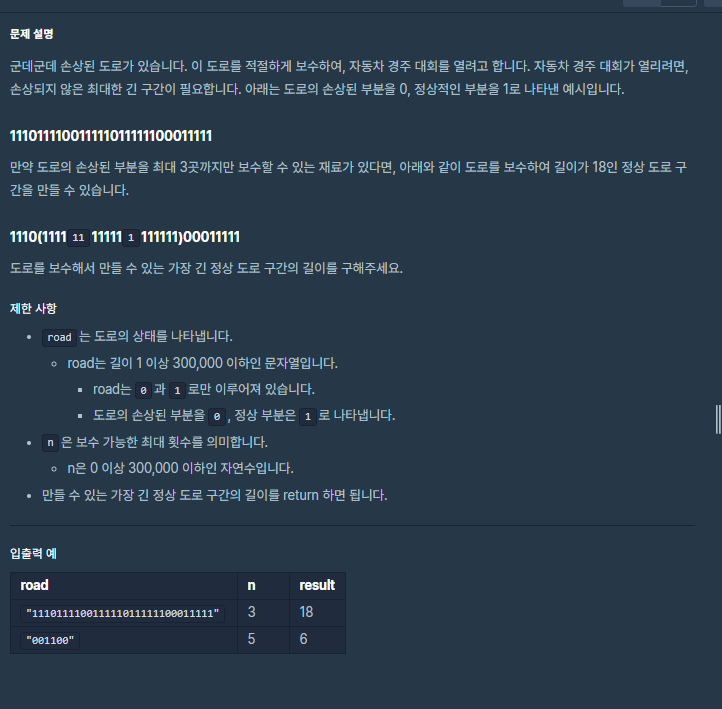 문제 설명
군데군데 손상된 도로가 있습니다. 이 도로를 적절하게 보수하여, 자동차 경주 대회를 열려고 합니다. 자동차 경주 대회가 열리려면,
손상되지 않은 최대한 긴 구간이 필요합니다. 아래는 도로의 손상된 부분을 0, 정상적인 부분을 1로 나타낸 예시입니다.
111011110011111011111100011111
만약 도로의 손상된 부분을 최대 3곳까지만 보수할 수 있는 재료가 있다면, 아래와 같이 도로를 보수하여 길이가 18인 정상 도로 구
간을 만들 수 있습니다.
1110(1111 11 11111 1 111111)00011111
도로를 보수해서 만들 수 있는 가장 긴 정상 도로 구간의 길이를 구해주세요.
제한 사항
• road 는 도로의 상태를 나타냅니다.
◦ road는 길이 1 이상 300,000 이하인 문자열입니다.
▪ road는 0 과 1 로만 이루어져 있습니다.
▪ 도로의 손상된 부분을 0 , 정상 부분은 1 로 나타냅니다.
• n 은 보수 가능한 최대 횟수를 의미합니다.
◦ n은 0 이상 300,000 이하인 자연수입니다.
• 만들 수 있는 가장 긴 정상 도로 구간의 길이를 return 하면 됩니다.
입출력 예
road n result
"111011110011111011111100011111" 3 18
"001100" 5 6